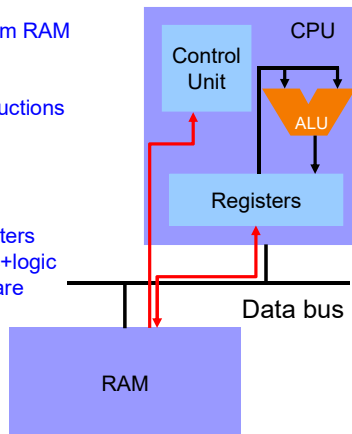 m RAM
uctions
ters
+logic
are
CPU
Control
Unit
ALU
Registers
Data bus
RAM